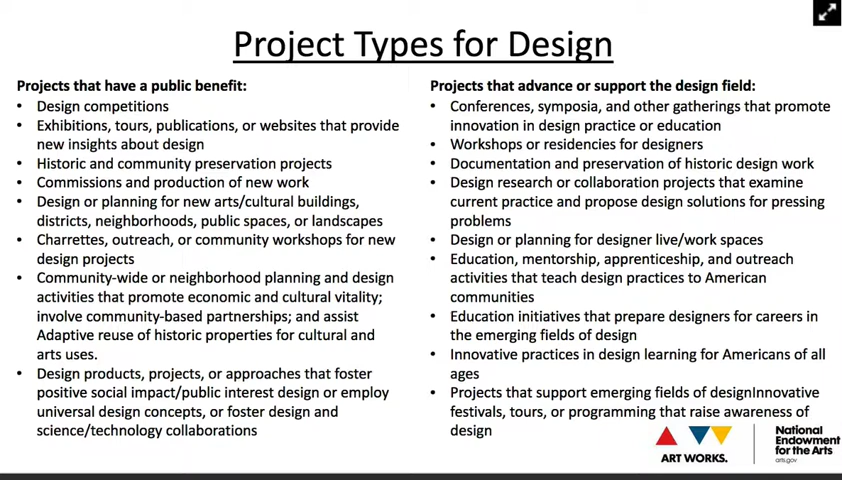 Project Types for Design
Projects that have a public benefit:
• Design competitions
• Exhibitions, tours, publications, or websites that provide
new insights about design
• Historic and community preservation projects
• Commissions and production of new work
• Design or planning for new arts/cultural buildings,
districts, neighborhoods, public spaces, or landscapes
• Charrettes, outreach, or community workshops for new
design projects
• Community-wide or neighborhood planning and design
activities that promote economic and cultural vitality;
involve community-based partnerships; and assist
Adaptive reuse of historic properties for cultural and
arts uses.
• Design products, projects, or approaches that foster
positive social impact/public interest design or employ
universal design concepts, or foster design and
science/technology collaborations
Projects that advance or support the design field:
• Conferences, symposia, and other gatherings that promote
innovation in design practice or education
• Workshops or residencies for designers
• Documentation and preservation of historic design work
• Design research or collaboration projects that examine
current practice and propose design solutions for pressing
problems
• Design or planning for designer live/work spaces
• Education, mentorship, apprenticeship, and outreach
activities that teach design practices to American
communities
• Education initiatives that prepare designers for careers in
the emerging fields of design
• Innovative practices in design learning for Americans of all
ages
• Projects that support emerging fields of designInnovative
festivals, tours, or programming that raise awareness of
design
ART WORKS.
National
Endowment
for the Arts
arts.gov